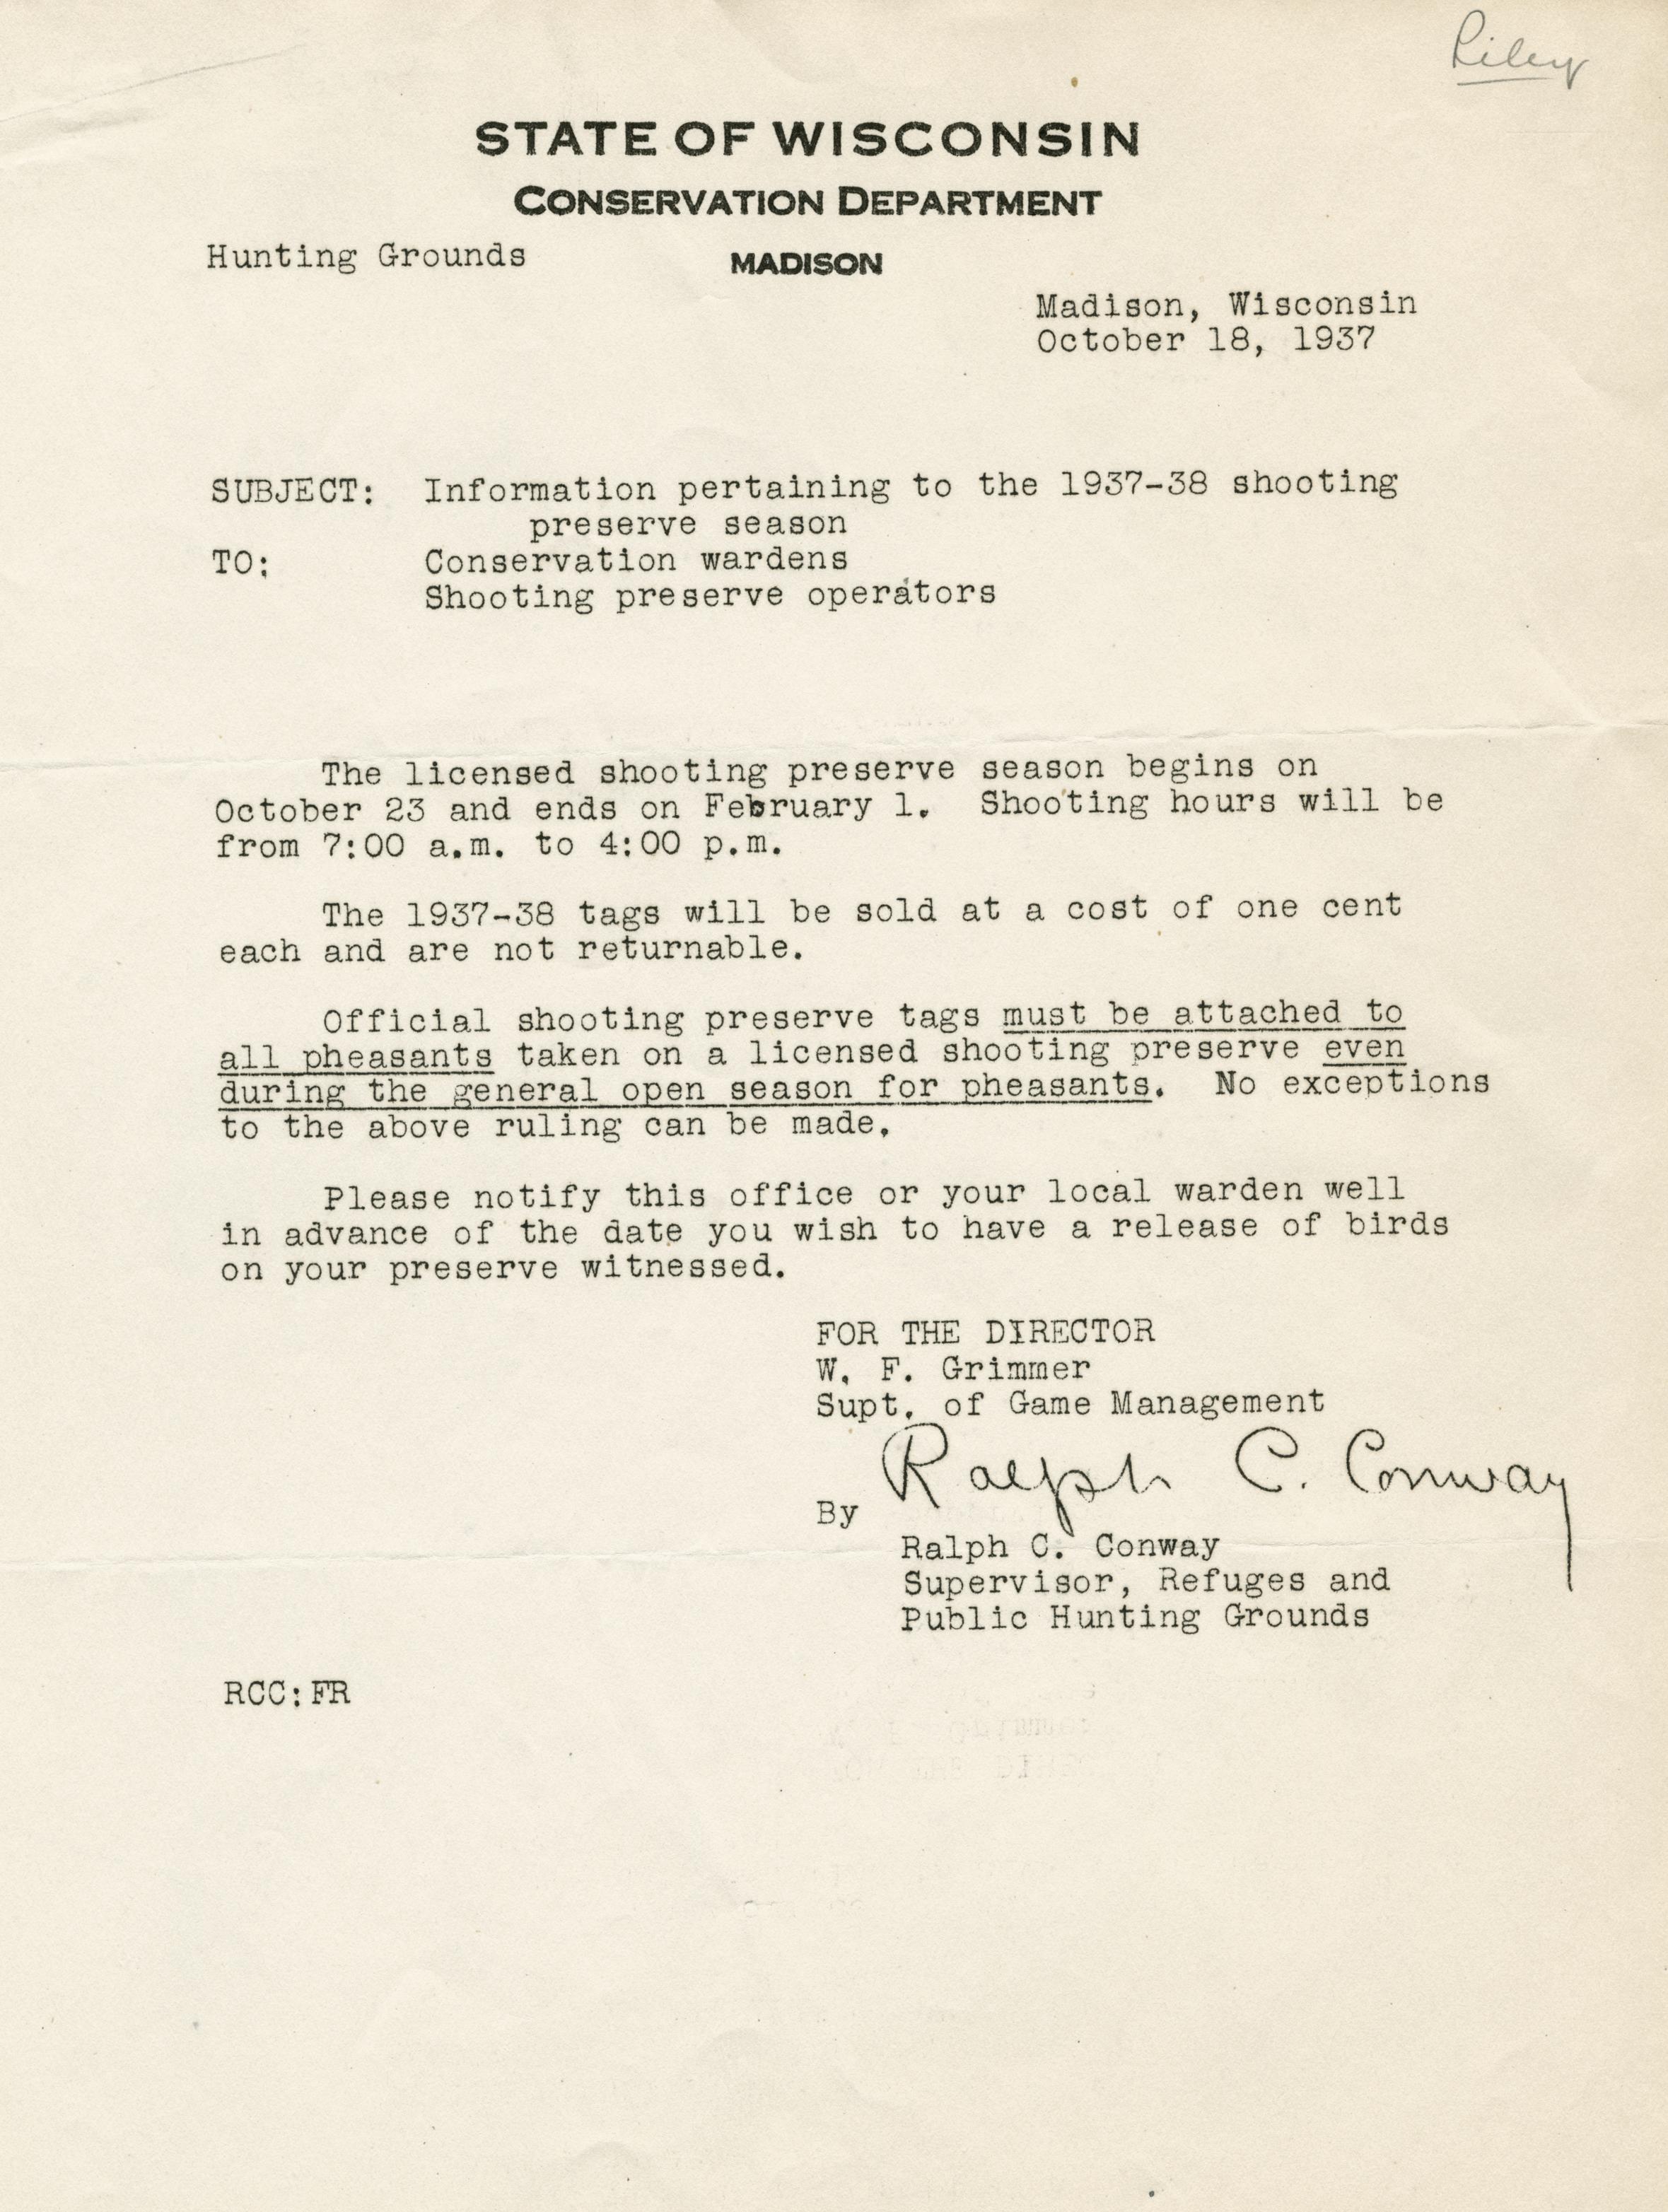 Riley
STATE OF WISCONSIN
CONSERVATION DEPARTMENT
Hunting Grounds MADISON
Madison, Wisconsin
October 18, 1937
SUBJECT: Information pertaining to the 1937-38 shooting
preserve season
TO: Conservation wardens
Shooting preserve operators
The licensed shooting preserve season begins on
October 23 and ends on February 1. Shooting hours will be
from 7:00 a.m. to 4:00 p.m.
The 1937-38 tags will be sold at a cost of one cent
each and are not returnable.
Official shooting preserve tags must be attached to
all pheasants taken on a licensed shooting preserve even
during the general open season for pheasants. No exceptions
to the above ruling can be made.
Please notify this office or your local warden well
in advance of the date you wish to have a release of birds
on your preserve witnessed.
FOR THE DIRECTOR
W. F. Grimmer
Supt. of Game Management
Ralph C. Conway
By
Ralph C. Conway
Supervisor, Refuges and
Public Hunting Grounds
RCC:FR